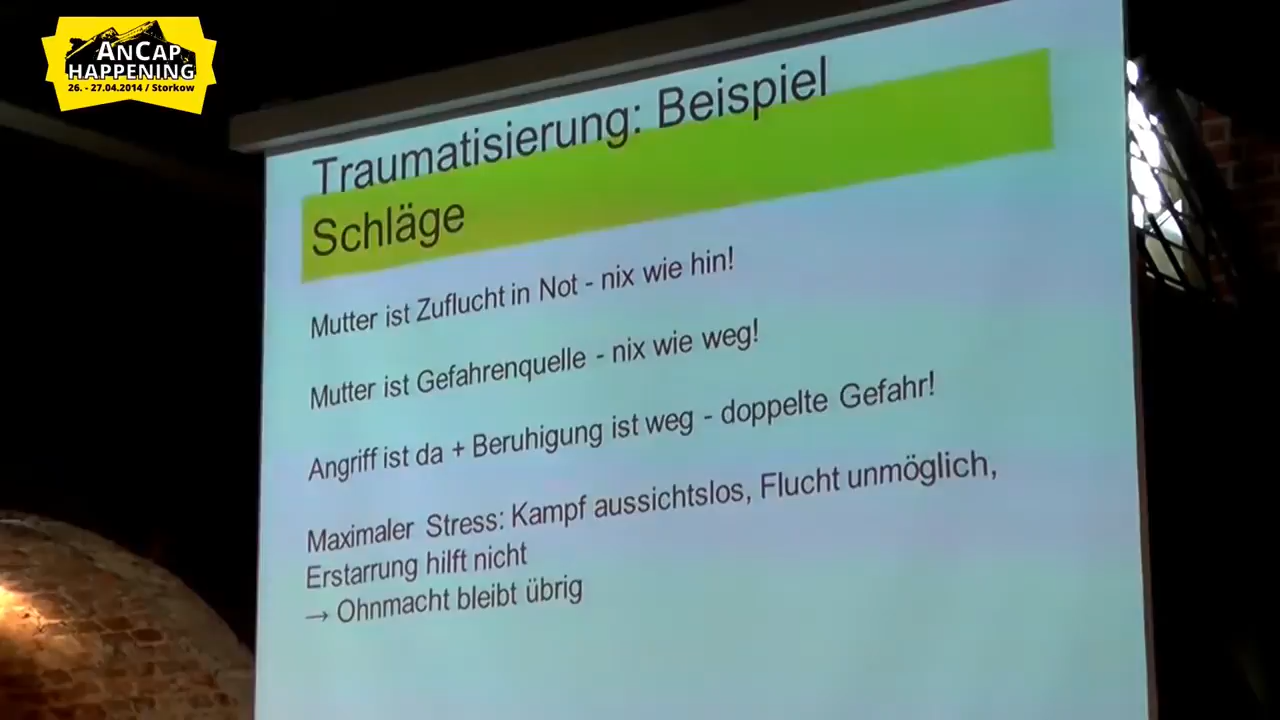 ANCAP
HAPPENING
26. - 27.04.2014 / Storkow
Traumatisierung: Beispiel
Schläge
Mutter ist Zuflucht in Not - nix wie hin!
Mutter ist Gefahrenquelle - nix wie weg!
Angriff ist da + Beruhigung ist weg - doppelte Gefahr!
Maximaler Stress: Kampf aussichtslos, Flucht unmöglich,
Erstarrung hilft nicht
→ Ohnmacht bleibt übrig